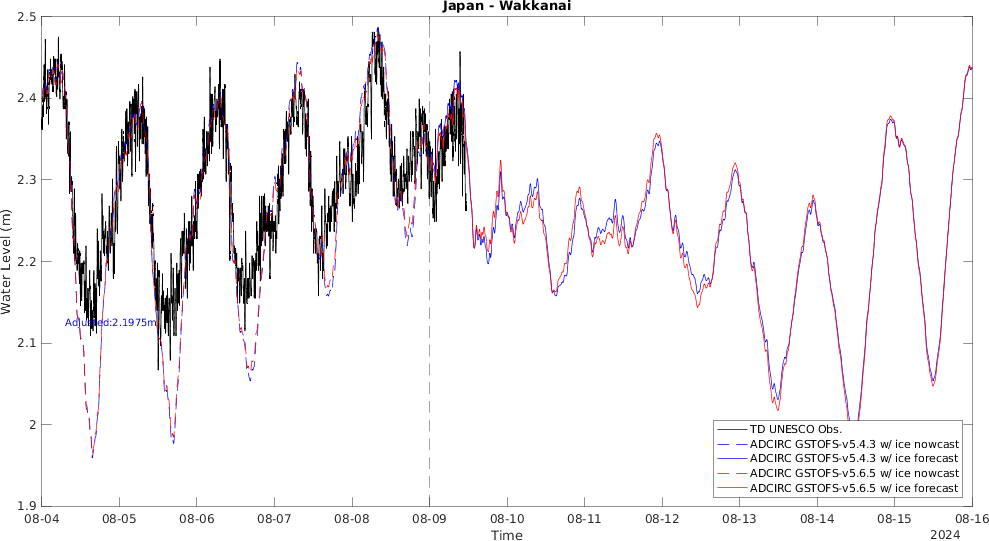 Japan - Wakkanai
2.5
2.4
2.3
2.2
2.1
2
1.9
Water Level (m)
Adjusted:2.1975m
TD UNESCO Obs.
ADCIRC GSTOFS-v5.4.3 w/ ice nowcast
ADCIRC GSTOFS-v5.4.3 w/ ice forecast
ADCIRC GSTOFS-v5.6.5 w/ ice nowcast
ADCIRC GSTOFS-v5.6.5 w/ ice forecast
08-04 08-05 08-06 08-07 08-08 08-09 08-10 08-11 08-12 08-13 08-14 08-15 08-16
Time
2024